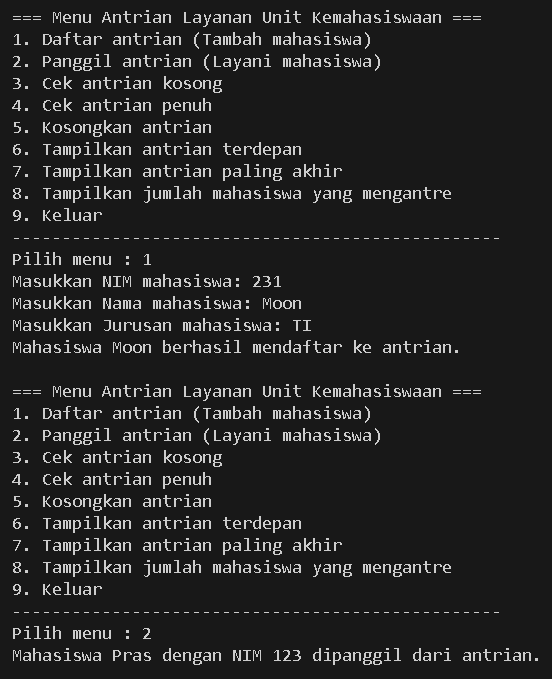 === Menu Antrian Layanan Unit Kemahasiswaan ===
1. Daftar antrian (Tambah mahasiswa)
2. Panggil antrian (Layani mahasiswa)
3. Cek antrian kosong
4. Cek antrian penuh
5. Kosongkan antrian
6. Tampilkan antrian terdepan
7. Tampilkan antrian paling akhir
8. Tampilkan jumlah mahasiswa yang mengantre
9. Keluar
-------------------------------------------------
Pilih menu : 1
Masukkan NIM mahasiswa: 231
Masukkan Nama mahasiswa: Moon
Masukkan Jurusan mahasiswa: TI
Mahasiswa Moon berhasil mendaftar ke antrian.

=== Menu Antrian Layanan Unit Kemahasiswaan ===
1. Daftar antrian (Tambah mahasiswa)
2. Panggil antrian (Layani mahasiswa)
3. Cek antrian kosong
4. Cek antrian penuh
5. Kosongkan antrian
6. Tampilkan antrian terdepan
7. Tampilkan antrian paling akhir
8. Tampilkan jumlah mahasiswa yang mengantre
9. Keluar
-------------------------------------------------
Pilih menu : 2
Mahasiswa Pras dengan NIM 123 dipanggil dari antrian.